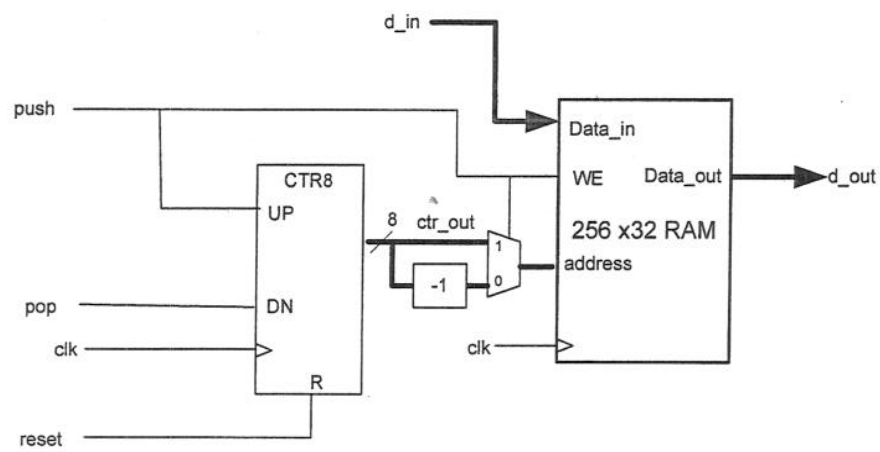 d_in
push
Data_in
CTR8
WE
Data_out
d_out
UP
8
ctr_out
1
256 x32 RAM
address
-1
0
pop
DN
clk
clk
R
reset